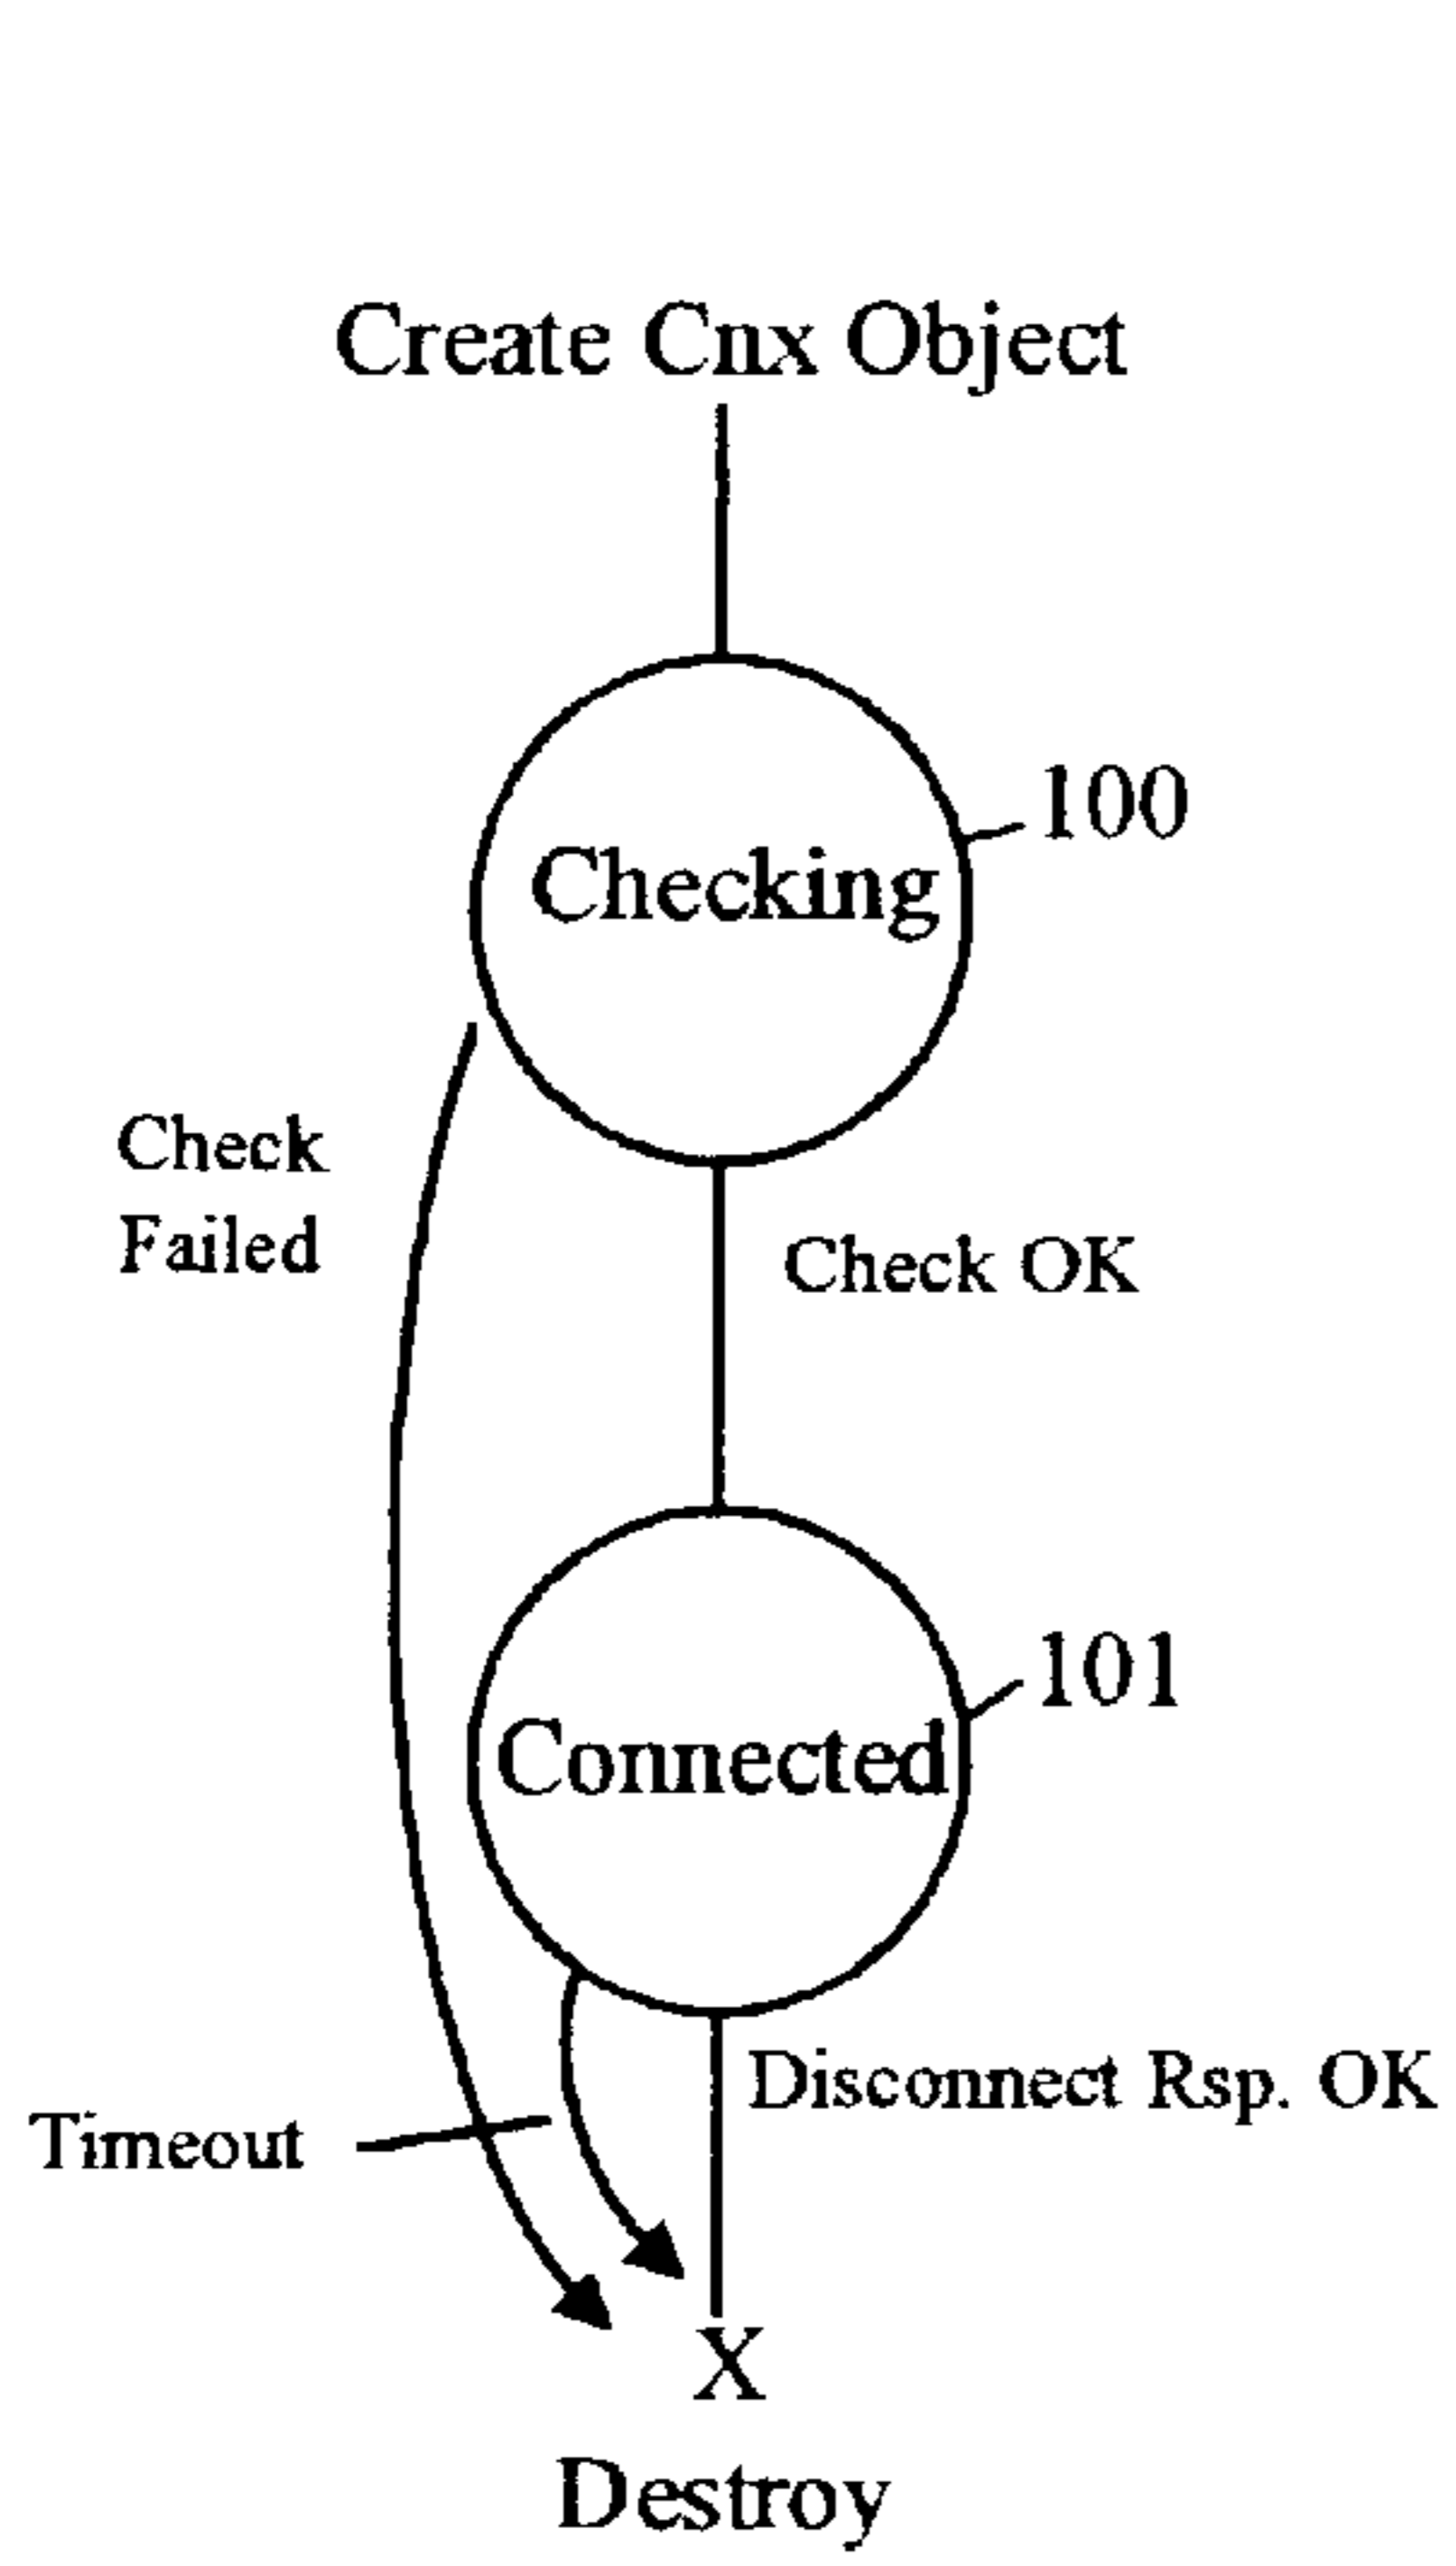 Create Cnx Object
100
Checking
Check
Failed
Check OK
101
Connected
Disconnect Rsp. OK
Timeout
X
Destroy